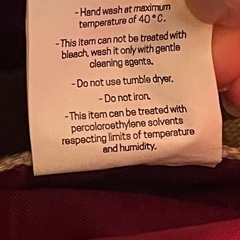 - Hand wash at maximum
temperature of 40 °C.
- This item can not be treated with
bleach, wash it only with gentle
cleaning agents.
- Do not use tumble dryer.
- Do not iron.
- This item can be treated with
percoloroethylene solvents
respecting limits of temperature
and humidity.